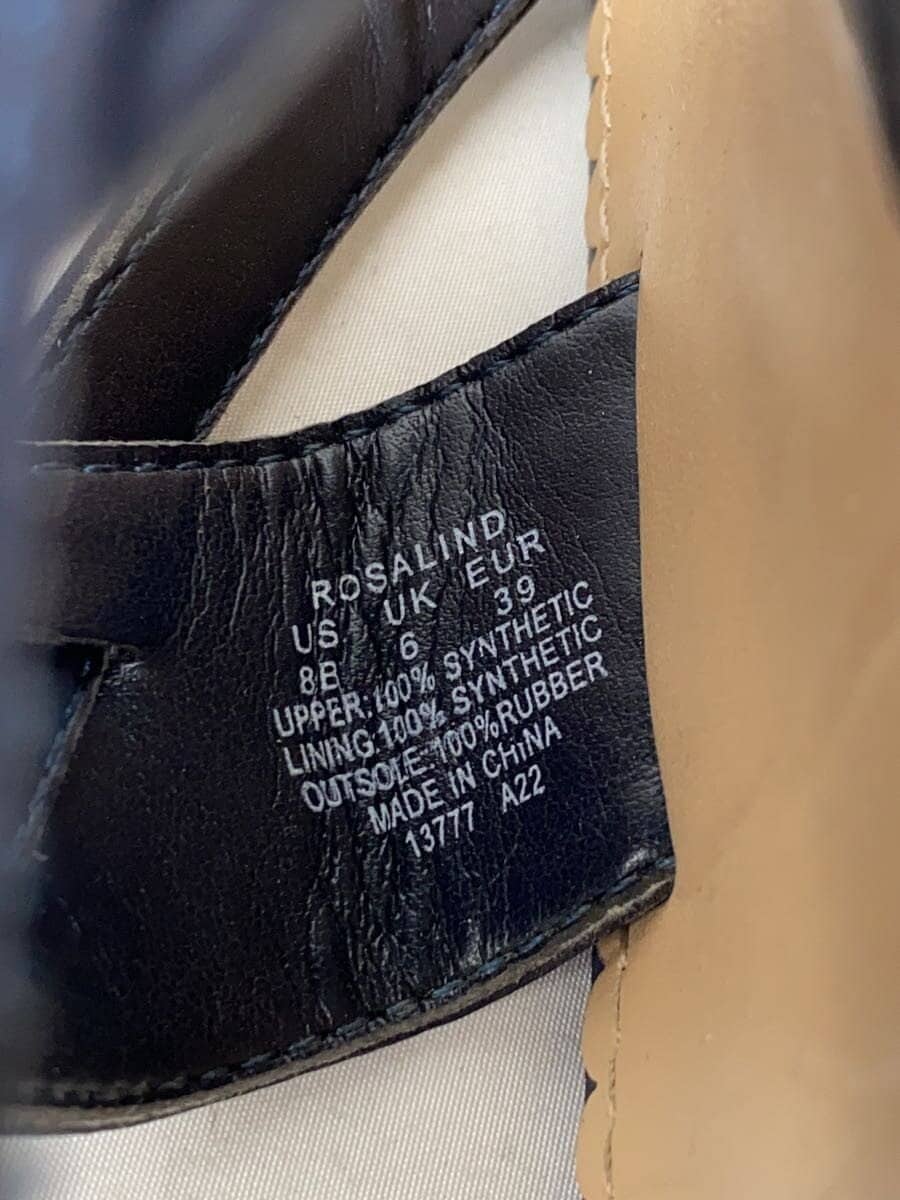 ROSALIND
US UK EUR
8B 6 39
UPPER:100% SYNTHETIC
LINING:100% SYNTHETIC
OUTSOLE:100%RUBBER
MADE IN CHiNA
13777 A22